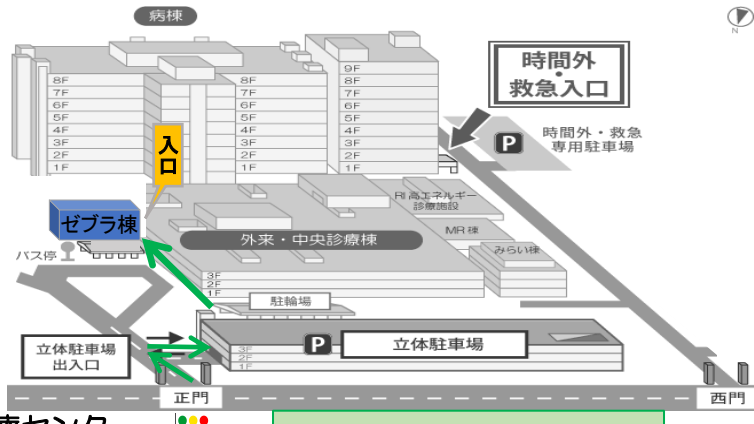 病棟
N
9F
8F
7F
6F
5F
4F
3F
2F
1F
8F
7F
6F
5F
4F
3F
2F
1F
8F
7F
6F
5F
4F
3F
2F
1F
時間外
・
救急入口
P
時間外・救急
専用駐車場
入口
RI高エネルギー
診療施設
MR棟
みらい棟
ゼブラ棟
バス停
外来・中央診療棟
3F
2F
1F
駐輪場
立体駐車場
出入口
3F
2F
1F
P
立体駐車場
正門
西門